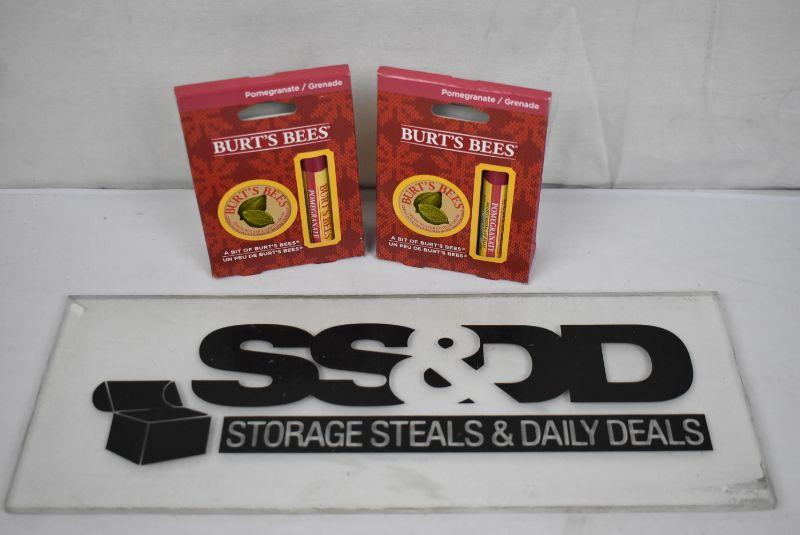 Pomegranate / Grenade
BURT'S BEES®
BURT'S BEES
POMEGRANATE
BURT'S BEES
A BIT OF BURT'S BEES®
UN PEU DE BURT'S BEES®
Pomegranate / Grenade
BURT'S BEES®
BURT'S BEES
POMEGRANATE
A BIT OF BURT'S BEES®
UN PEU DE BURT'S BEES®
SS&DD
STORAGE STEALS & DAILY DEALS